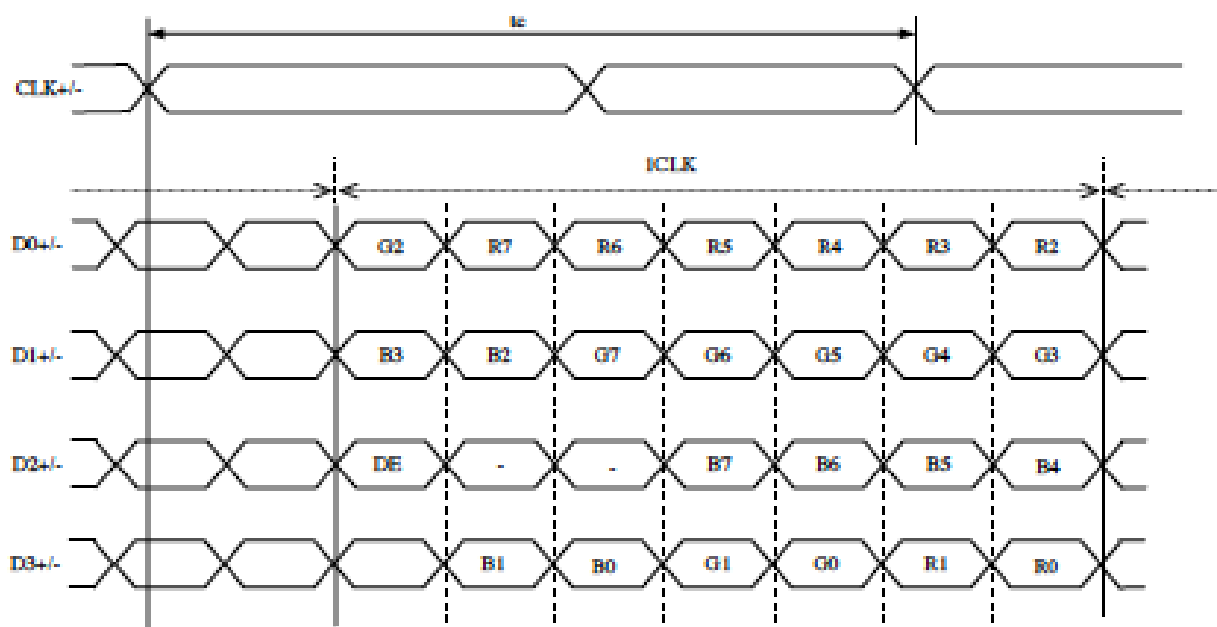 tc
CLK+/-
1CLK
D0+/- G2 R7 R6 R5 R4 R3 R2
D1+/- B3 B2 G7 G6 G5 G4 G3
D2+/- DE - - B7 B6 B5 B4
D3+/- B1 B0 G1 G0 R1 R0